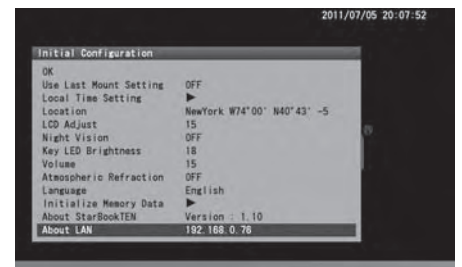 2011/07/05 20:07:52
Initial Configuration
OK
Use Last Mount Setting OFF
Local Time Setting ▶
Location NewYork W74°00' N40°43' -5
LCD Adjust 15
Night Vision OFF
Key LED Brightness 18
Volume 15
Atmospheric Refraction OFF
Language English
Initialize Memory Data ▶
About StarBookTEN Version : 1.10
About LAN 192.168.0.76